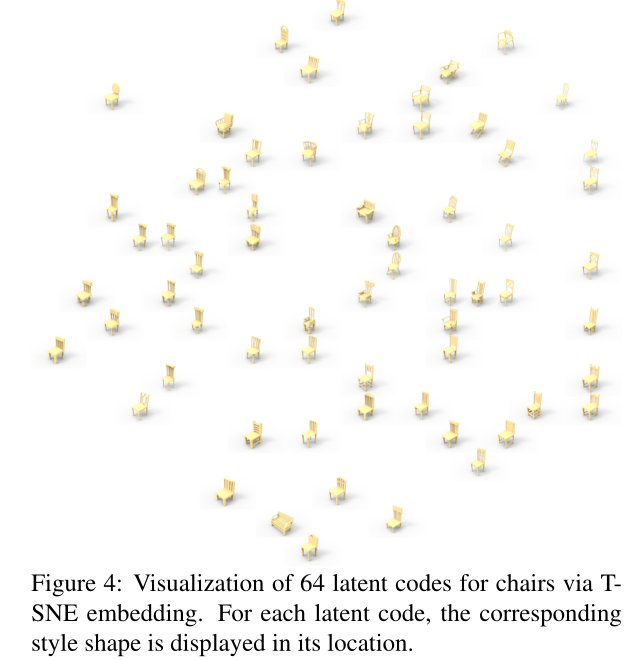 Figure 4: Visualization of 64 latent codes for chairs via T-
SNE embedding. For each latent code, the corresponding
style shape is displayed in its location.